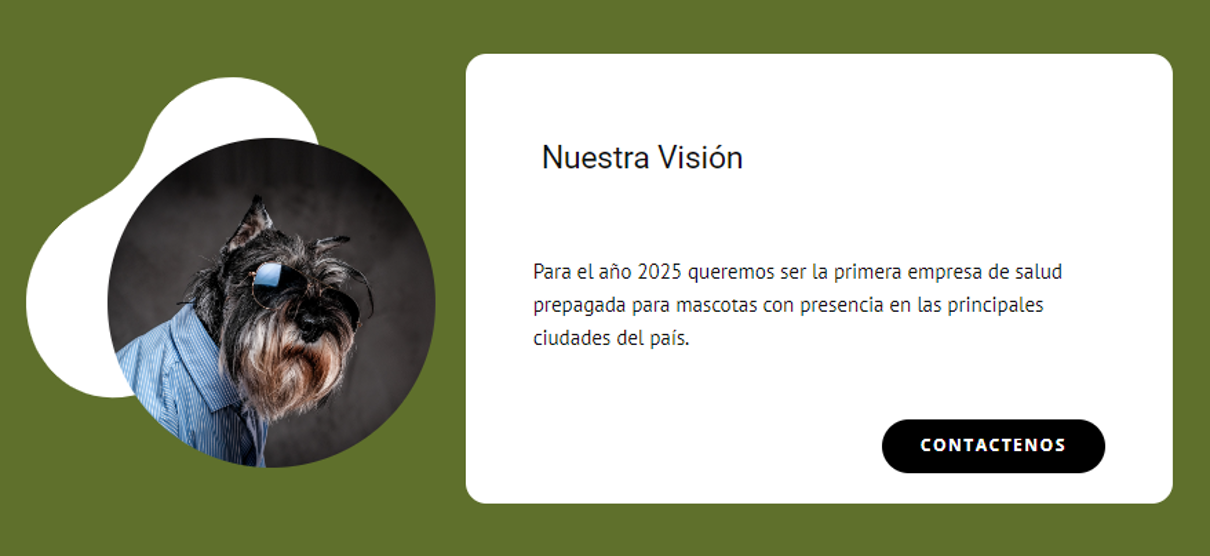 Nuestra Visión
Para el año 2025 queremos ser la primera empresa de salud
prepagada para mascotas con presencia en las principales
ciudades del país.
CONTACTENOS